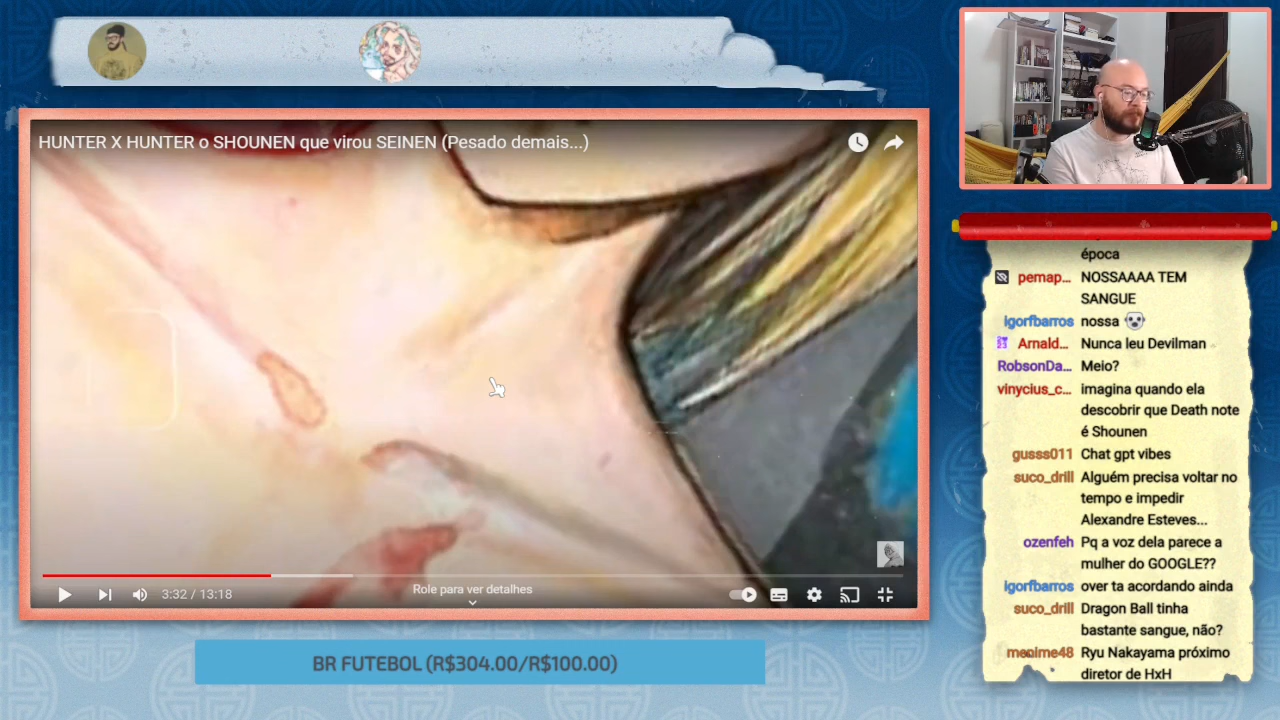 HUNTER X HUNTER o SHOUNEN que virou SEINEN (Pesado demais...)
3:32 / 13:18
Role para ver detalhes
BR FUTEBOL (R$304.00/R$100.00)
época
pemap... NOSSAAAA TEM
SANGUE
igorfbarros nossa
Arnald... Nunca leu Devilman
RobsonDa... Meio?
vinycius_c... imagina quando ela
descobrir que Death note
é Shounen
gusss011 Chat gpt vibes
suco_drill Alguém precisa voltar no
tempo e impedir
Alexandre Esteves...
ozenfeh Pq a voz dela parece a
mulher do GOOGLE??
igorfbarros over ta acordando ainda
suco_drill Dragon Ball tinha
bastante sangue, não?
Ryu Nakayama próximo
diretor de HxH